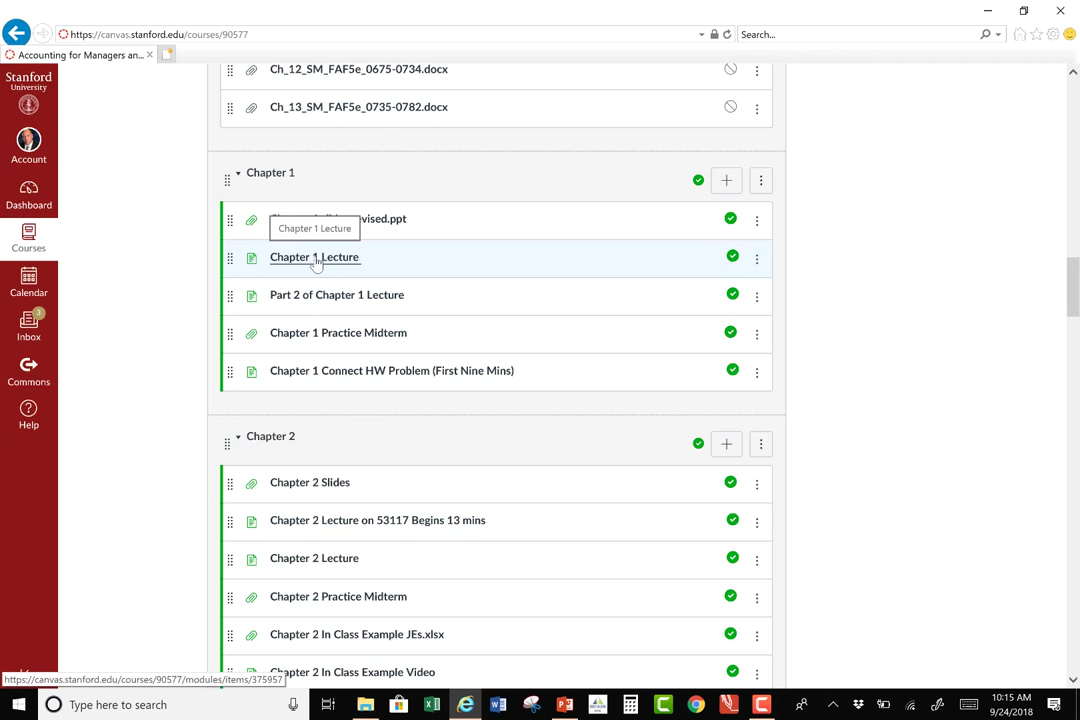 https://canvas.stanford.edu/courses/90577
Search...
Accounting for Managers an...
Stanford
University
Account
Dashboard
Courses
Calendar
3
Inbox
Commons
Help
Ch_12_SM_FAF5e_0675-0734.docx
Ch_13_SM_FAF5e_0735-0782.docx
Chapter 1
evised.ppt
Chapter 1 Lecture
Chapter 1 Lecture
Part 2 of Chapter 1 Lecture
Chapter 1 Practice Midterm
Chapter 1 Connect HW Problem (First Nine Mins)
Chapter 2
Chapter 2 Slides
Chapter 2 Lecture on 53117 Begins 13 mins
Chapter 2 Lecture
Chapter 2 Practice Midterm
Chapter 2 In Class Example JEs.xlsx
Chapter 2 In Class Example Video
https://canvas.stanford.edu/courses/90577/modules/items/375957
Type here to search
10:15 AM
9/24/2018